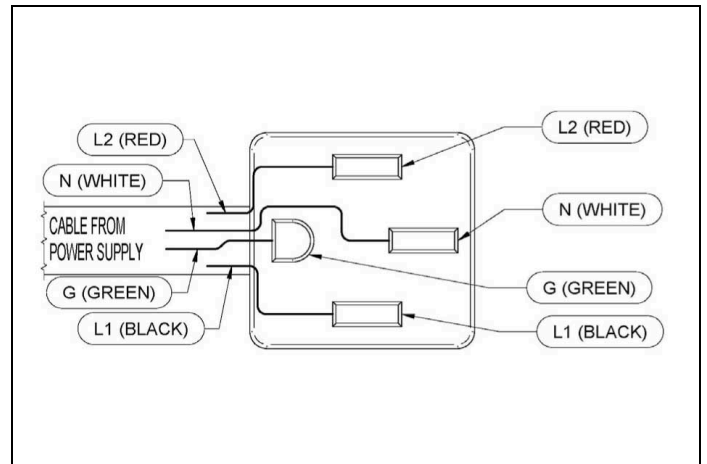 L2 (RED)
N (WHITE)
CABLE FROM
POWER SUPPLY
G (GREEN)
L1 (BLACK)
L2 (RED)
N (WHITE)
G (GREEN)
L1 (BLACK)